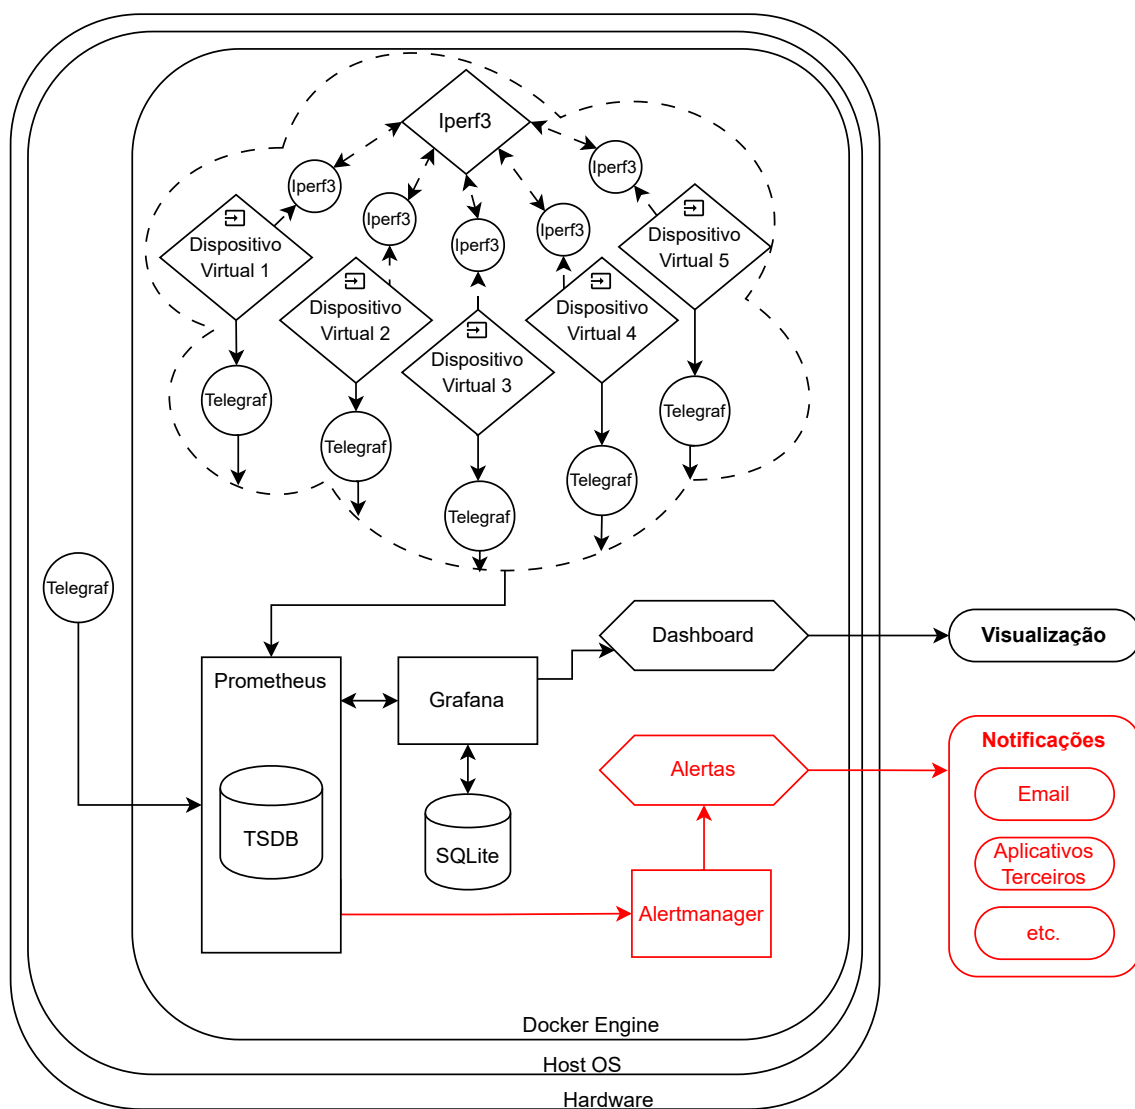 Iperf3
Iperf3
Iperf3
Iperf3
Iperf3
Iperf3
Dispositivo
Virtual 1
Dispositivo
Virtual 2
Dispositivo
Virtual 3
Dispositivo
Virtual 4
Dispositivo
Virtual 5
Telegraf
Telegraf
Telegraf
Telegraf
Telegraf
Telegraf
Prometheus
TSDB
Grafana
SQLite
Dashboard
Visualização
Alertas
Alertmanager
Notificações
Email
Aplicativos
Terceiros
etc.
Docker Engine
Host OS
Hardware